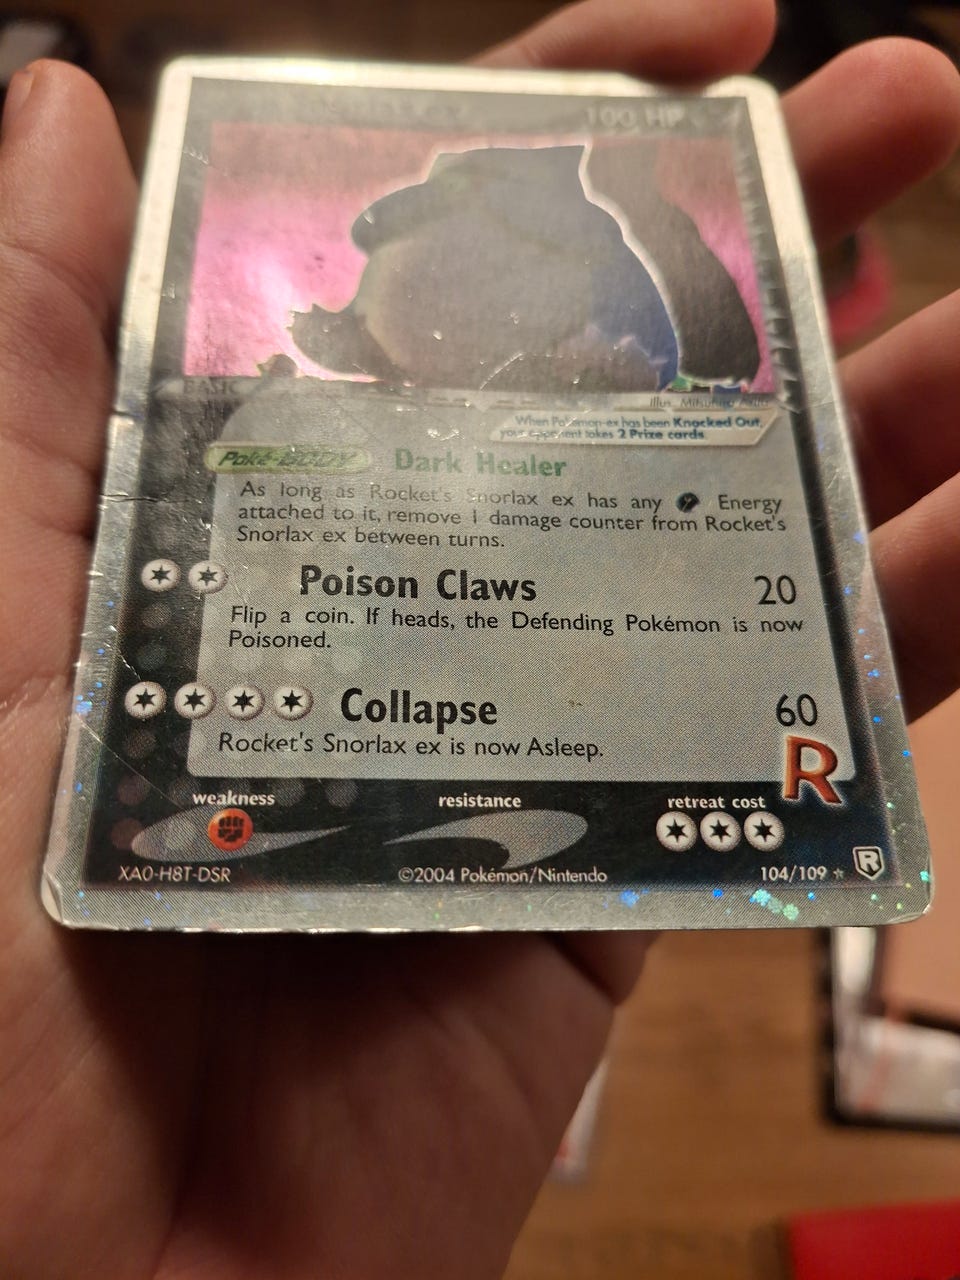 Snorlax ex 100 HP
BASIC
Illus. Mitsuhiro Arita
When Pokémon-ex has been Knocked Out,
your opponent takes 2 Prize cards.
Poké-BODY Dark Healer
As long as Rocket's Snorlax ex has any Energy
attached to it, remove 1 damage counter from Rocket's
Snorlax ex between turns.
Poison Claws 20
Flip a coin. If heads, the Defending Pokémon is now
Poisoned.
Collapse 60
Rocket's Snorlax ex is now Asleep.
R
weakness resistance retreat cost
XA0-H8T-DSR ©2004 Pokémon/Nintendo 104/109 ★ R